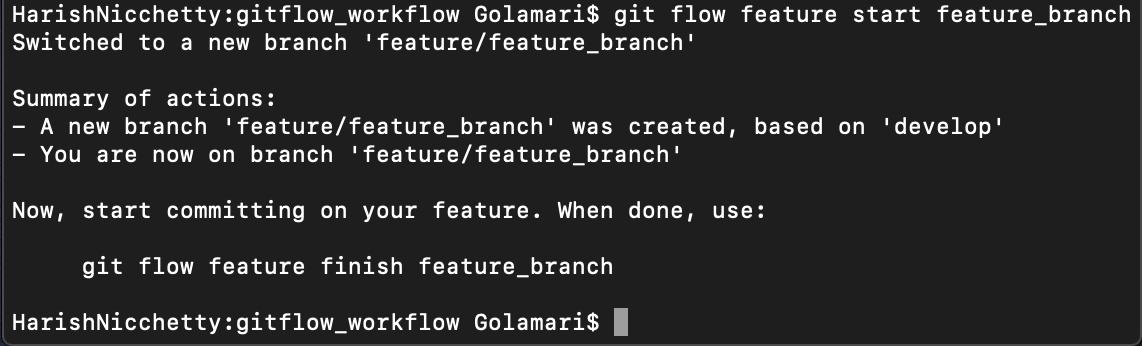 HarishNicchetty:gitflow_workflow Golamari$ git flow feature start feature_branch
Switched to a new branch 'feature/feature_branch'
Summary of actions:
- A new branch 'feature/feature_branch' was created, based on 'develop'
- You are now on branch 'feature/feature_branch'
Now, start committing on your feature. When done, use:
git flow feature finish feature_branch
HarishNicchetty:gitflow_workflow Golamari$